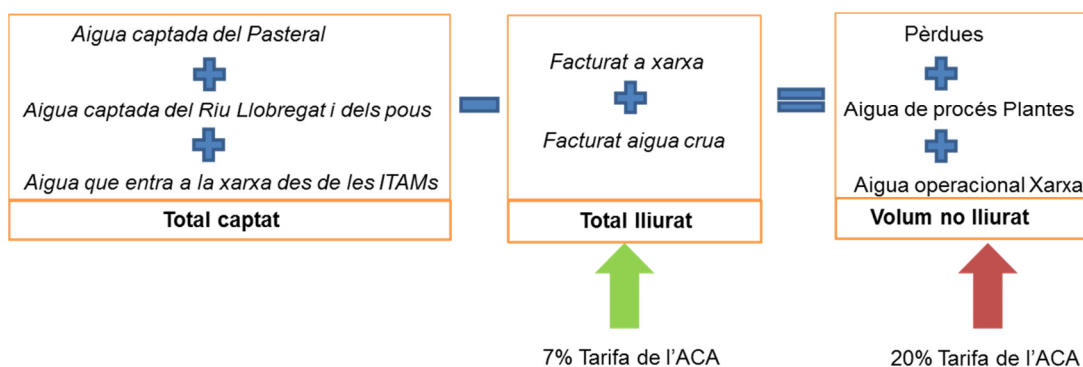 Aigua captada del Pasteral
Aigua captada del Riu Llobregat i dels pous
Aigua que entra a la xarxa des de les ITAMs
Total captat
Facturat a xarxa
Facturat aigua crua
Total lliurat
Pèrdues
Aigua de procés Plantes
Aigua operacional Xarxa
Volum no lliurat
7% Tarifa de l'ACA
20% Tarifa de l'ACA